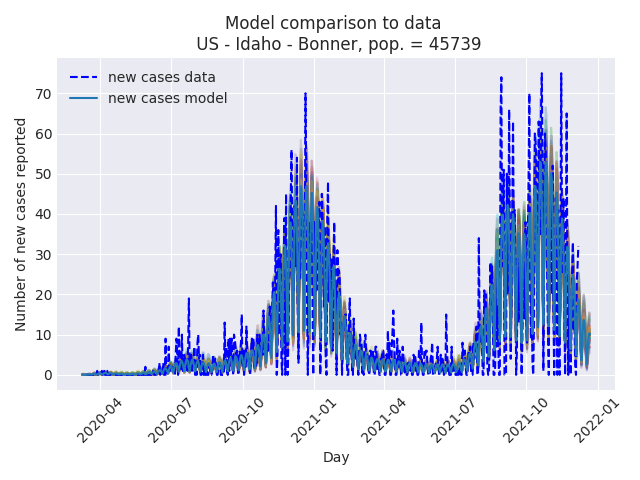 Model comparison to data
US - Idaho - Bonner, pop. = 45739
new cases data
new cases model
Number of new cases reported
70
60
50
40
30
20
10
0
2020-04
2020-07
2020-10
2021-01
2021-04
2021-07
2021-10
2022-01
Day